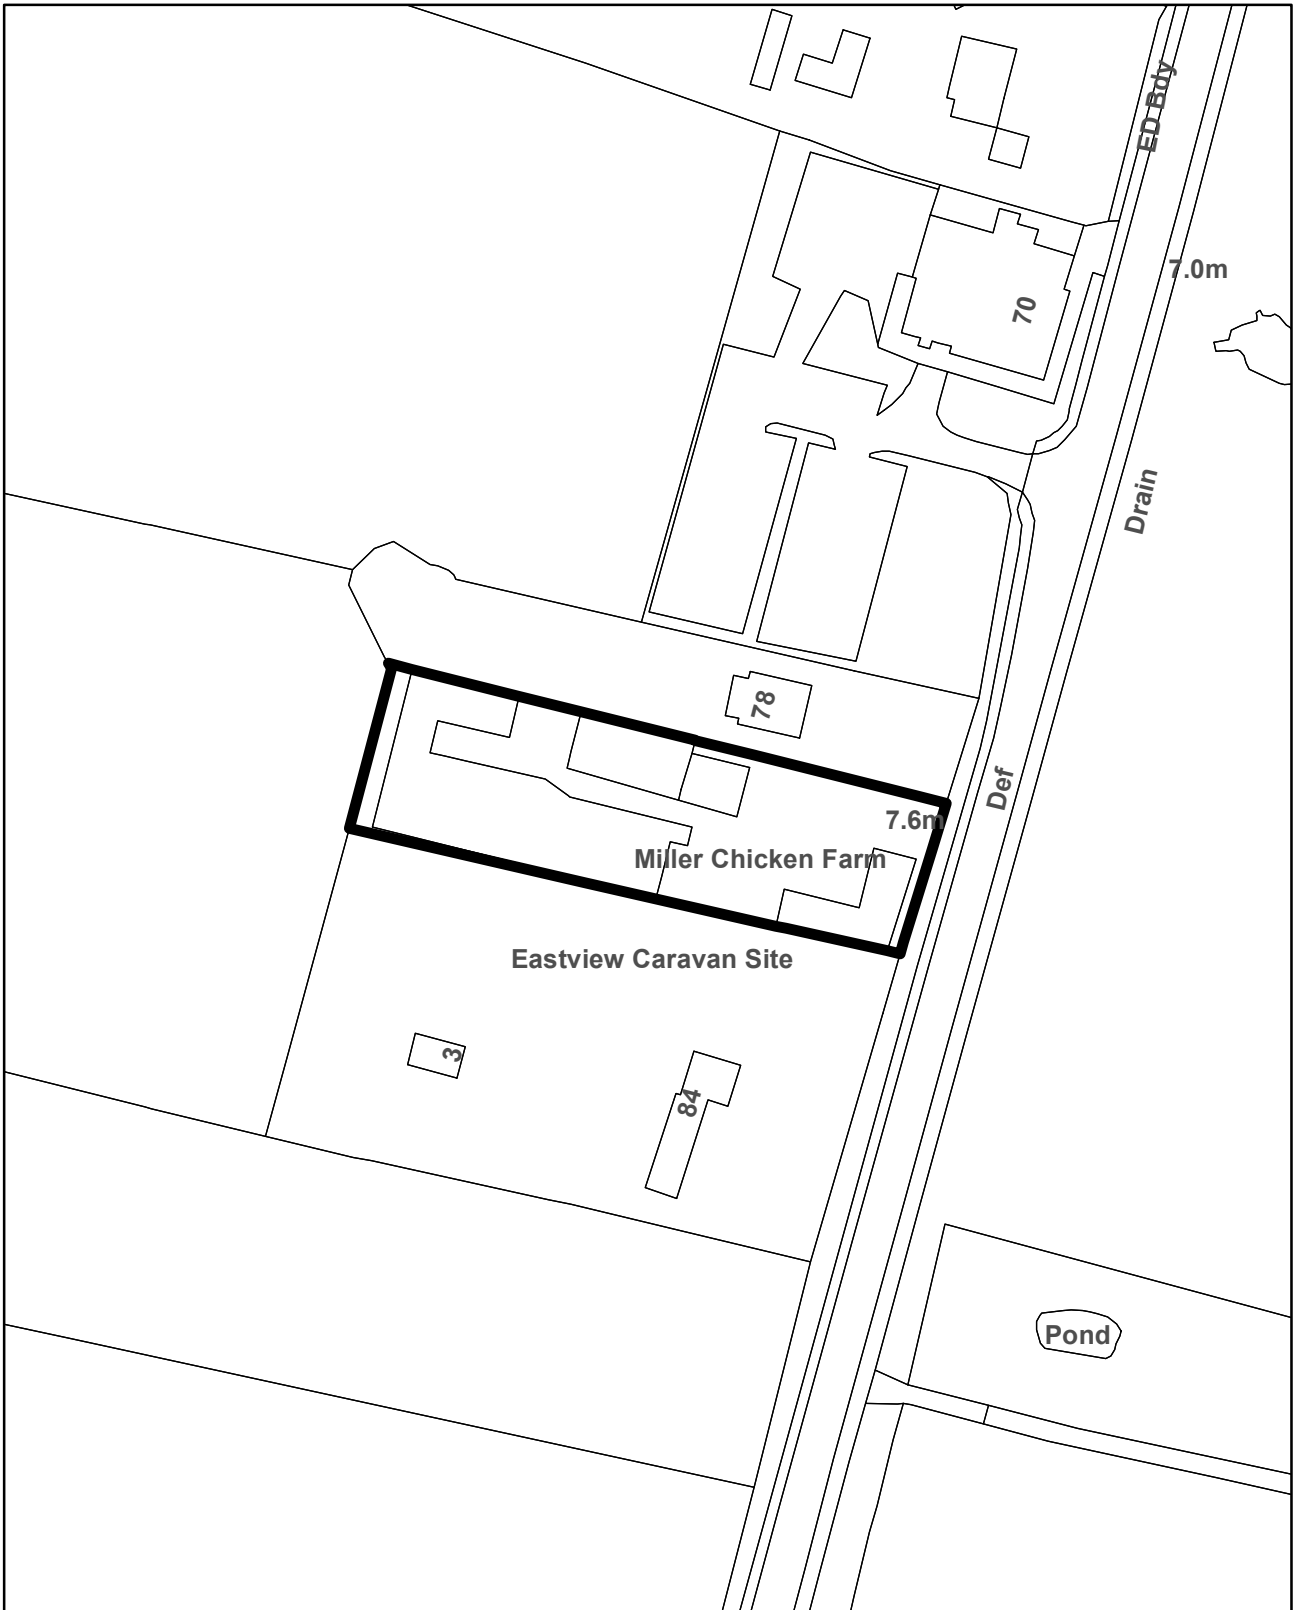 ED Bdy
7.0m
70
Drain
78
Def
7.6m
Miller Chicken Farm
Eastview Caravan Site
3
84
Pond